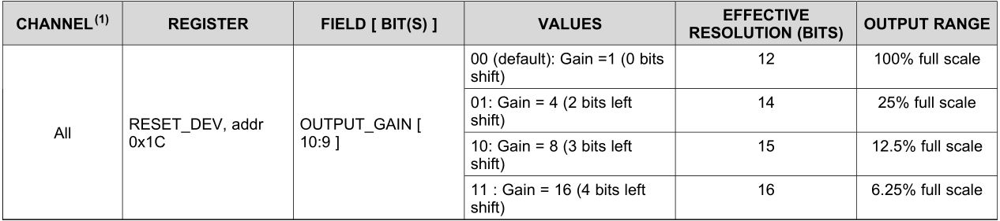 CHANNEL(1) REGISTER FIELD [ BIT(S) ] VALUES EFFECTIVE RESOLUTION (BITS) OUTPUT RANGE
All
RESET_DEV, addr
0x1C
OUTPUT_GAIN [
10:9 ]
00 (default): Gain =1 (0 bits
shift)
12
100% full scale
01: Gain = 4 (2 bits left
shift)
14
25% full scale
10: Gain = 8 (3 bits left
shift)
15
12.5% full scale
11 : Gain = 16 (4 bits left
shift)
16
6.25% full scale